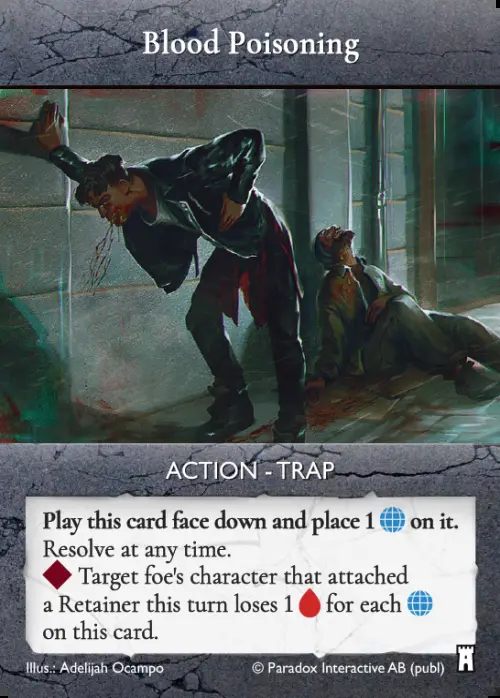 Blood Poisoning
ACTION - TRAP
Play this card face down and place 1 on it.
Resolve at any time.
Target foe's character that attached
a Retainer this turn loses 1 for each
on this card.
Illus.: Adelijah Ocampo © Paradox Interactive AB (publ)